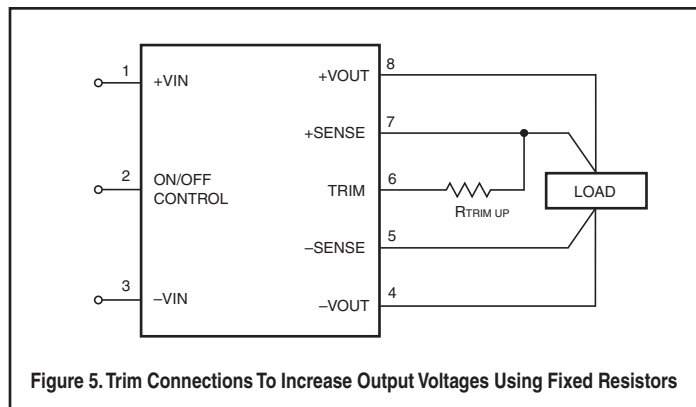 1
+VIN
2
ON/OFF
CONTROL
3
–VIN
+VOUT
8
+SENSE
7
TRIM
6
RTRIM UP
–SENSE
5
–VOUT
4
LOAD
Figure 5. Trim Connections To Increase Output Voltages Using Fixed Resistors